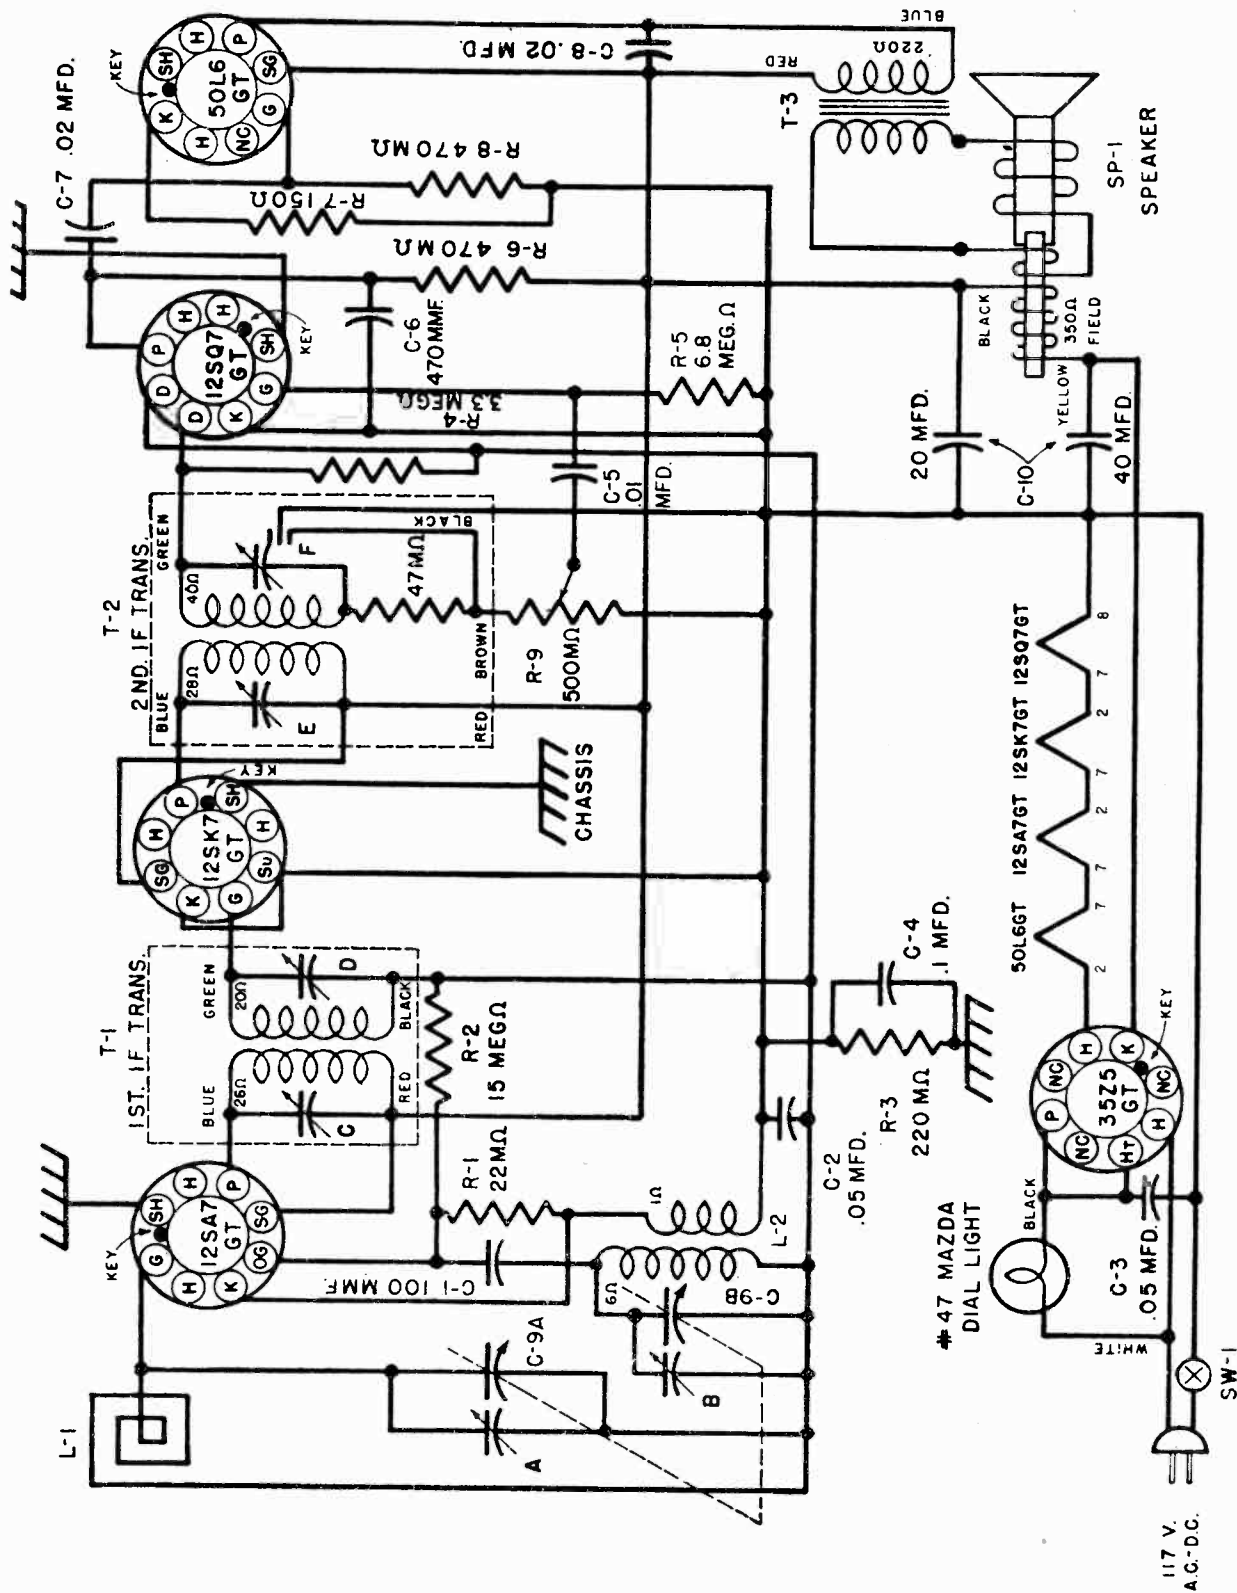 L-1
KEY
G
SH
H
P
SG
OG
K
H
12SA7
GT
A
C-9A
B
C-9B
6Ω
L-2
1Ω
C-1 100 MMF.
R-1
22MΩ
T-1
1ST. IF TRANS.
BLUE
26Ω
GREEN
20Ω
C
D
RED
BLACK
R-2
15 MEGΩ
12SK7
GT
K
SG
H
P
SH
H
SU
G
KEY
CHASSIS
T-2
2ND. IF TRANS.
BLUE
28Ω
GREEN
40Ω
E
F
RED
BROWN
BLACK
47MΩ
R-9
500MΩ
C-5
.01
MFD.
R-4
3.3 MEGΩ
12SQ7
GT
D
D
P
H
H
SH
G
K
KEY
C-6
470MMF.
R-5
6.8
MEG.Ω
R-6 470MΩ
C-7 .02 MFD.
R-7 150Ω
R-8 470MΩ
50L6
GT
K
SH
H
P
SG
G
NC
H
KEY
C-8 .02 MFD.
BLUE
RED
220Ω
T-3
SP-1
SPEAKER
BLACK
350Ω
FIELD
YELLOW
20 MFD.
C-10
40 MFD.
C-2
.05 MFD.
R-3
220 MΩ
C-4
.1 MFD.
50L6GT 12SA7GT 12SK7GT 12SQ7GT
2 7 7 2 7 2 7 8
35Z5
GT
P
NC
H
K
NC
H
HT
NC
KEY
# 47 MAZDA
DIAL LIGHT
BLACK
WHITE
C-3
.05 MFD.
SW-1
117 V.
A.C.-D.C.